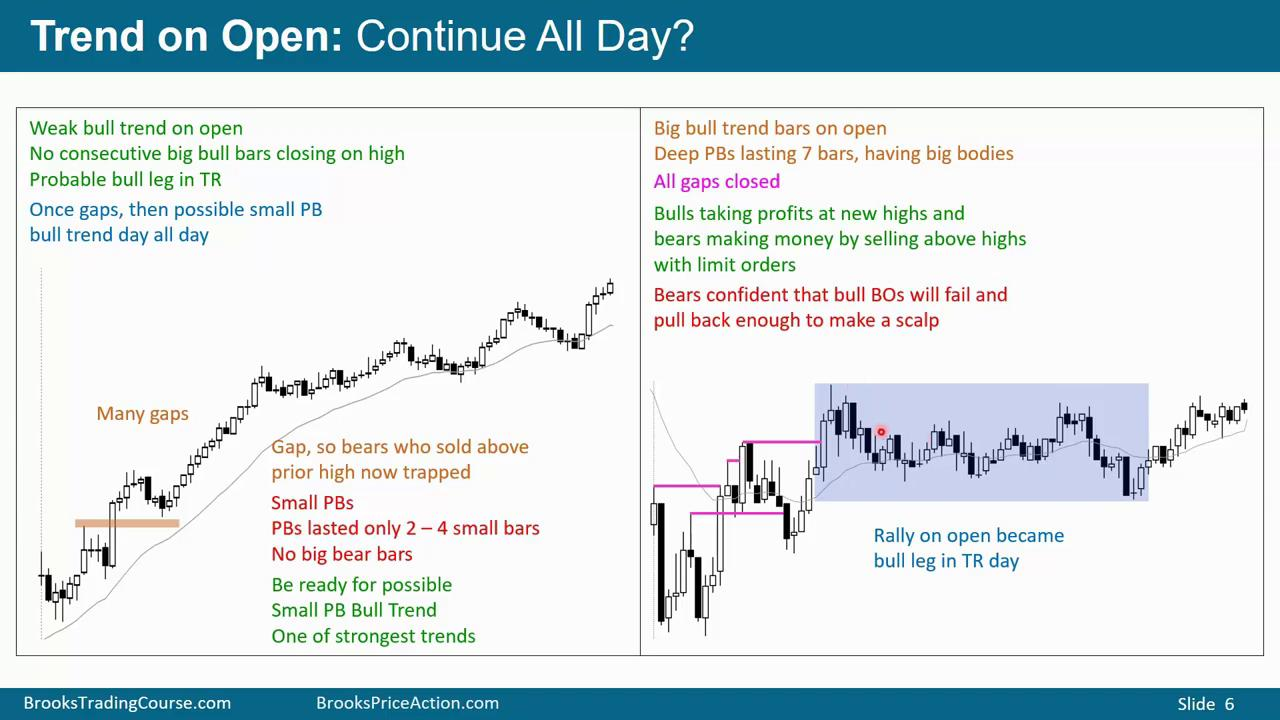 Trend on Open: Continue All Day?
Weak bull trend on open
No consecutive big bull bars closing on high
Probable bull leg in TR
Once gaps, then possible small PB
bull trend day all day
Many gaps
Gap, so bears who sold above
prior high now trapped
Small PBs
PBs lasted only 2 – 4 small bars
No big bear bars
Be ready for possible
Small PB Bull Trend
One of strongest trends
Big bull trend bars on open
Deep PBs lasting 7 bars, having big bodies
All gaps closed
Bulls taking profits at new highs and
bears making money by selling above highs
with limit orders
Bears confident that bull BOs will fail and
pull back enough to make a scalp
Rally on open became
bull leg in TR day
BrooksTradingCourse.com
BrooksPriceAction.com
Slide 6